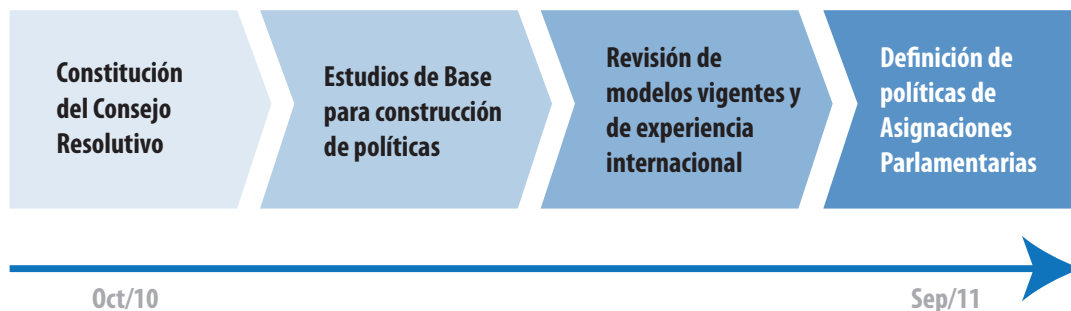 Constitución
del Consejo
Resolutivo
Estudios de Base
para construcción
de políticas
Revisión de
modelos vigentes y
de experiencia
internacional
Definición de
políticas de
Asignaciones
Parlamentarias
Oct/10
Sep/11